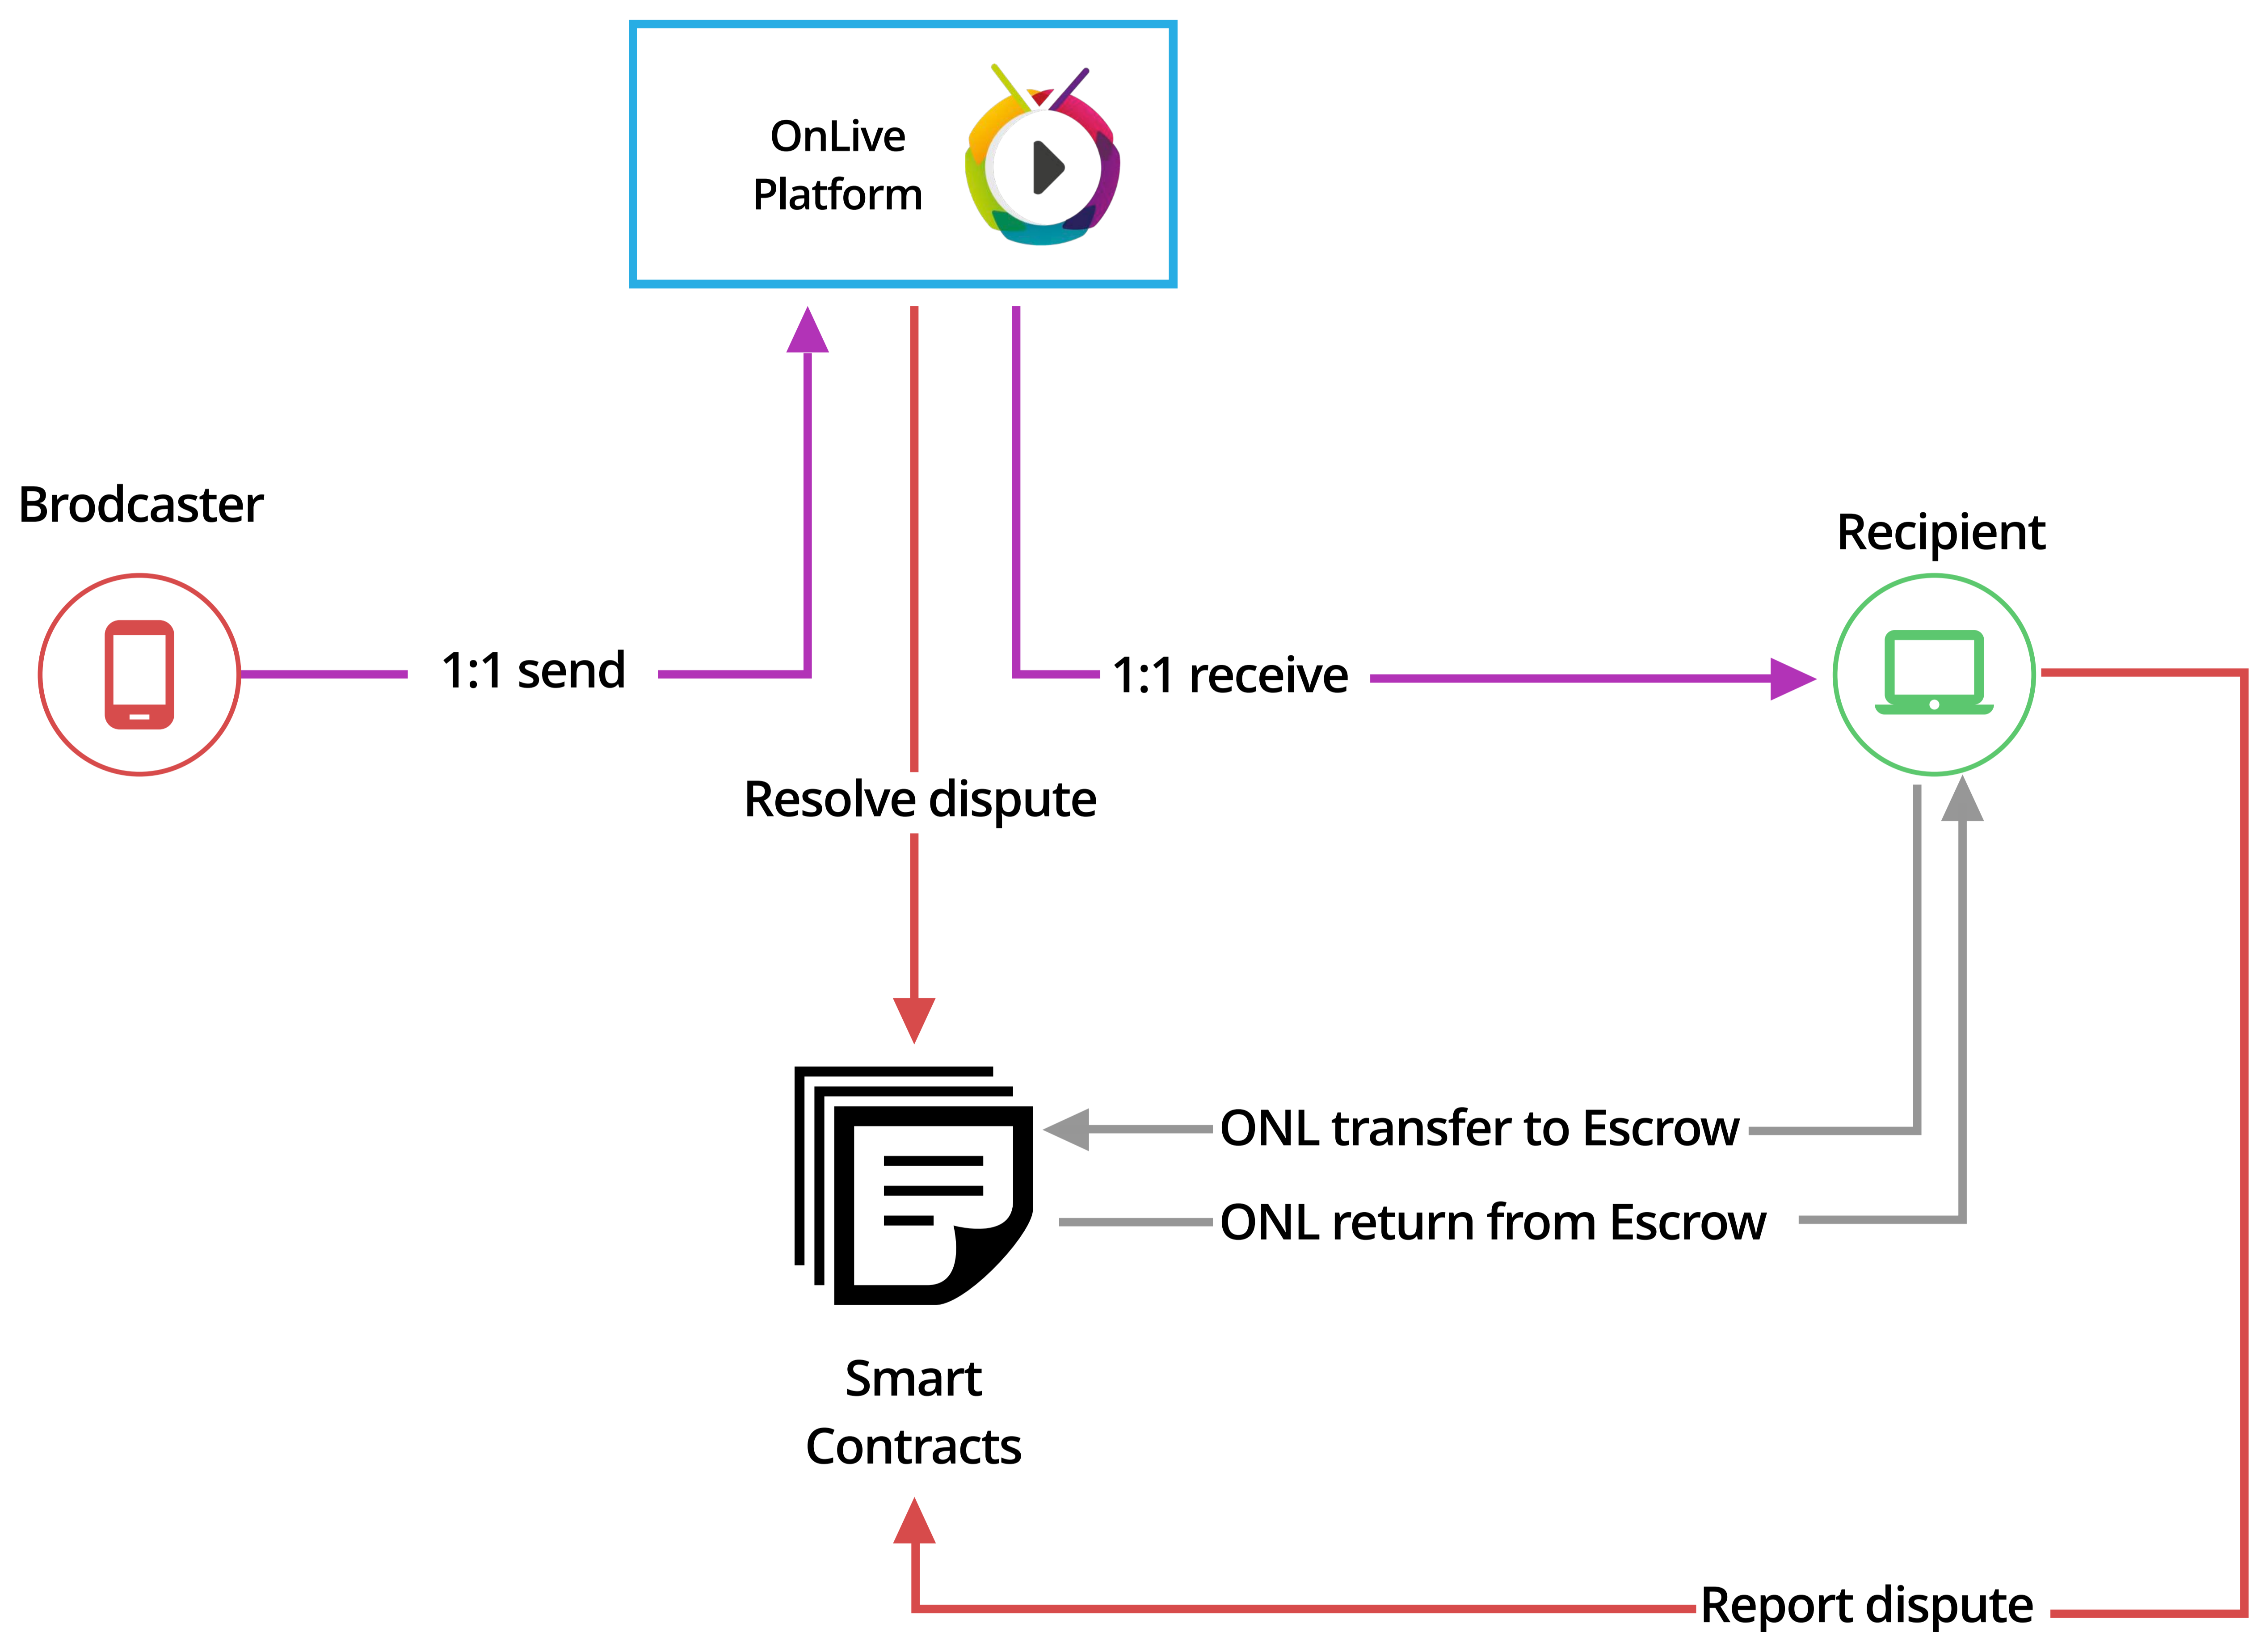 OnLive
Platform
Brodcaster
Recipient
1:1 send
1:1 receive
Resolve dispute
ONL transfer to Escrow
ONL return from Escrow
Smart
Contracts
Report dispute